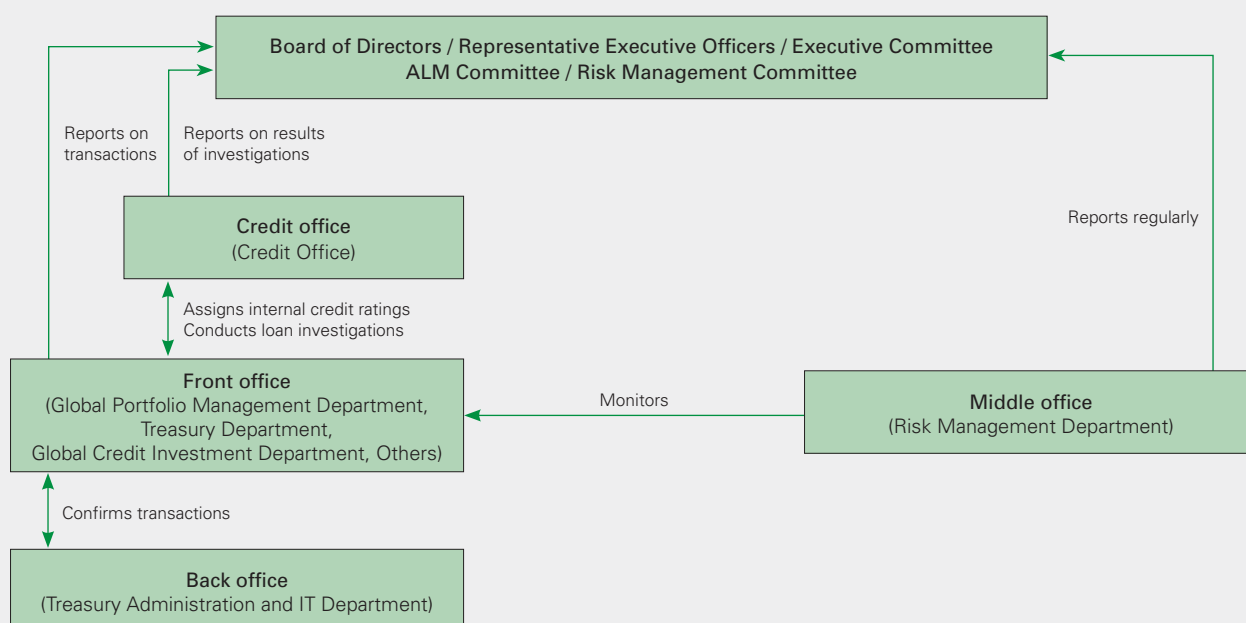 Board of Directors / Representative Executive Officers / Executive Committee
ALM Committee / Risk Management Committee
Reports on
transactions
Reports on results
of investigations
Reports regularly
Credit office
(Credit Office)
Assigns internal credit ratings
Conducts loan investigations
Front office
(Global Portfolio Management Department,
Treasury Department,
Global Credit Investment Department, Others)
Monitors
Middle office
(Risk Management Department)
Confirms transactions
Back office
(Treasury Administration and IT Department)